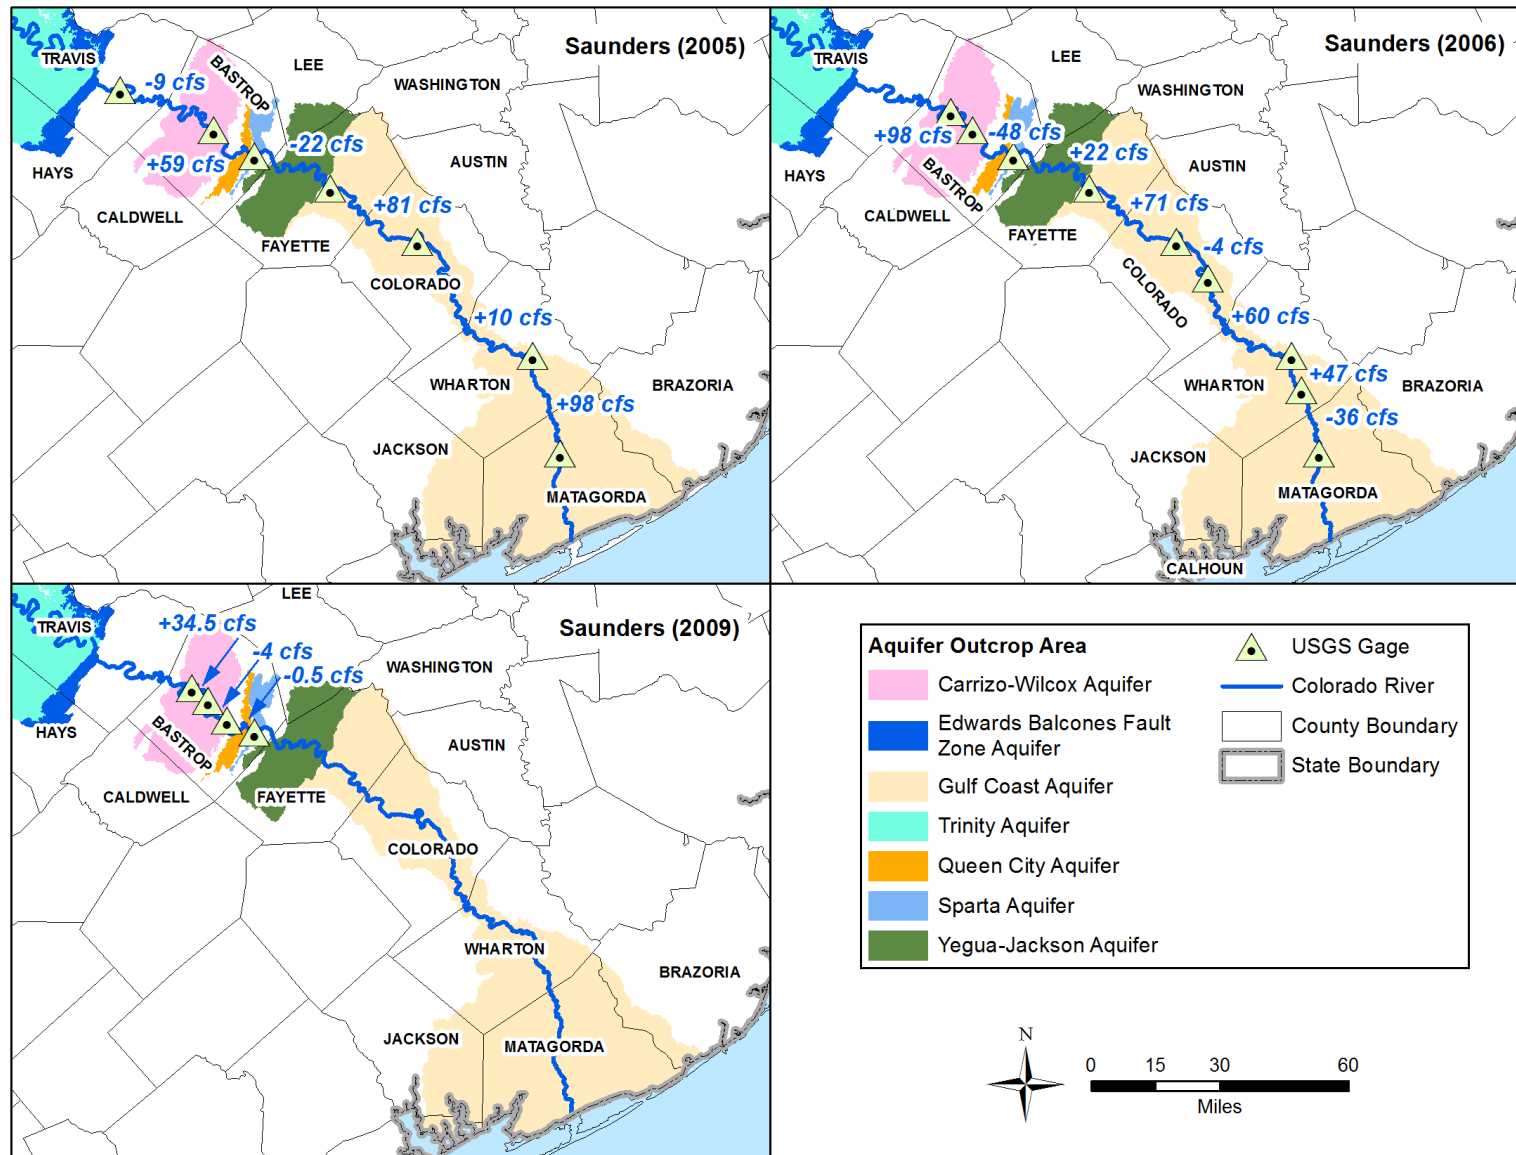 Saunders (2005)
TRAVIS
LEE
BASTROP
-9 cfs
WASHINGTON
+59 cfs
-22 cfs
HAYS
AUSTIN
CALDWELL
+81 cfs
FAYETTE
COLORADO
+10 cfs
WHARTON
BRAZORIA
+98 cfs
JACKSON
MATAGORDA
Saunders (2006)
TRAVIS
LEE
WASHINGTON
+98 cfs
-48 cfs
+22 cfs
HAYS
BASTROP
AUSTIN
CALDWELL
+71 cfs
FAYETTE
-4 cfs
COLORADO
+60 cfs
WHARTON
+47 cfs
BRAZORIA
-36 cfs
JACKSON
MATAGORDA
CALHOUN
LEE
TRAVIS
+34.5 cfs
Saunders (2009)
-4 cfs
-0.5 cfs
WASHINGTON
HAYS
BASTROP
AUSTIN
CALDWELL
FAYETTE
COLORADO
WHARTON
BRAZORIA
JACKSON
MATAGORDA
Aquifer Outcrop Area
Carrizo-Wilcox Aquifer
Edwards Balcones Fault
Zone Aquifer
Gulf Coast Aquifer
Trinity Aquifer
Queen City Aquifer
Sparta Aquifer
Yegua-Jackson Aquifer
USGS Gage
Colorado River
County Boundary
State Boundary
N
0 15 30 60
Miles